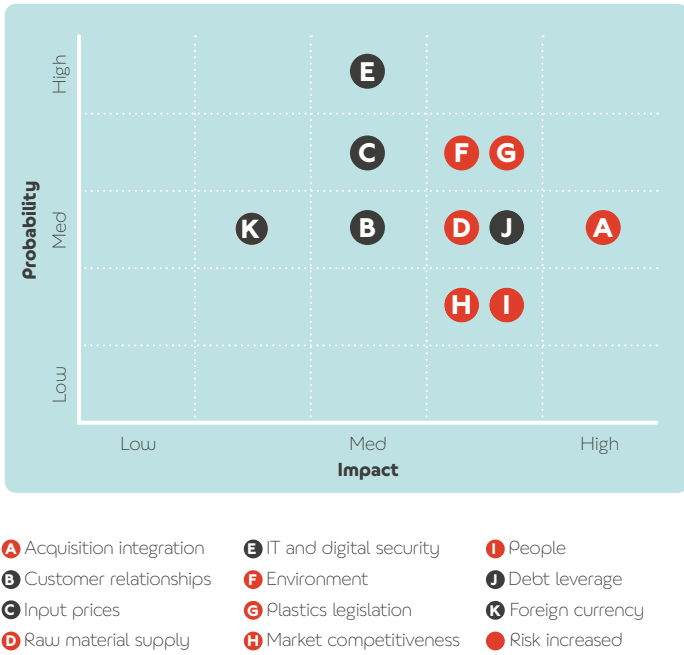 High
E
C
F
G
Probability
Med
K
B
D
J
A
H
I
Low
Low
Med
High
Impact
A Acquisition integration
E IT and digital security
I People
B Customer relationships
F Environment
J Debt leverage
C Input prices
G Plastics legislation
K Foreign currency
D Raw material supply
H Market competitiveness
Risk increased